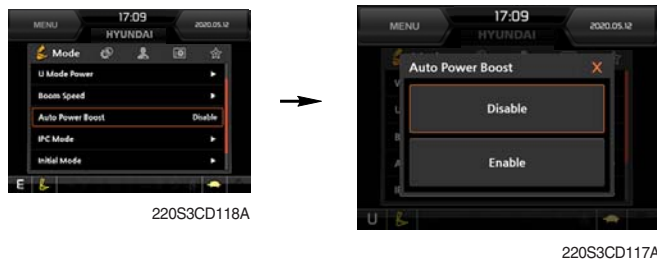 MENU 17:09 2020.05.12
HYUNDAI
Mode
U Mode Power
Boom Speed
Auto Power Boost Disable
IPC Mode
Initial Mode
E
220S3CD118A
MENU 17:09 2020.05.12
HYUNDAI
Auto Power Boost X
Disable
Enable
U
220S3CD117A